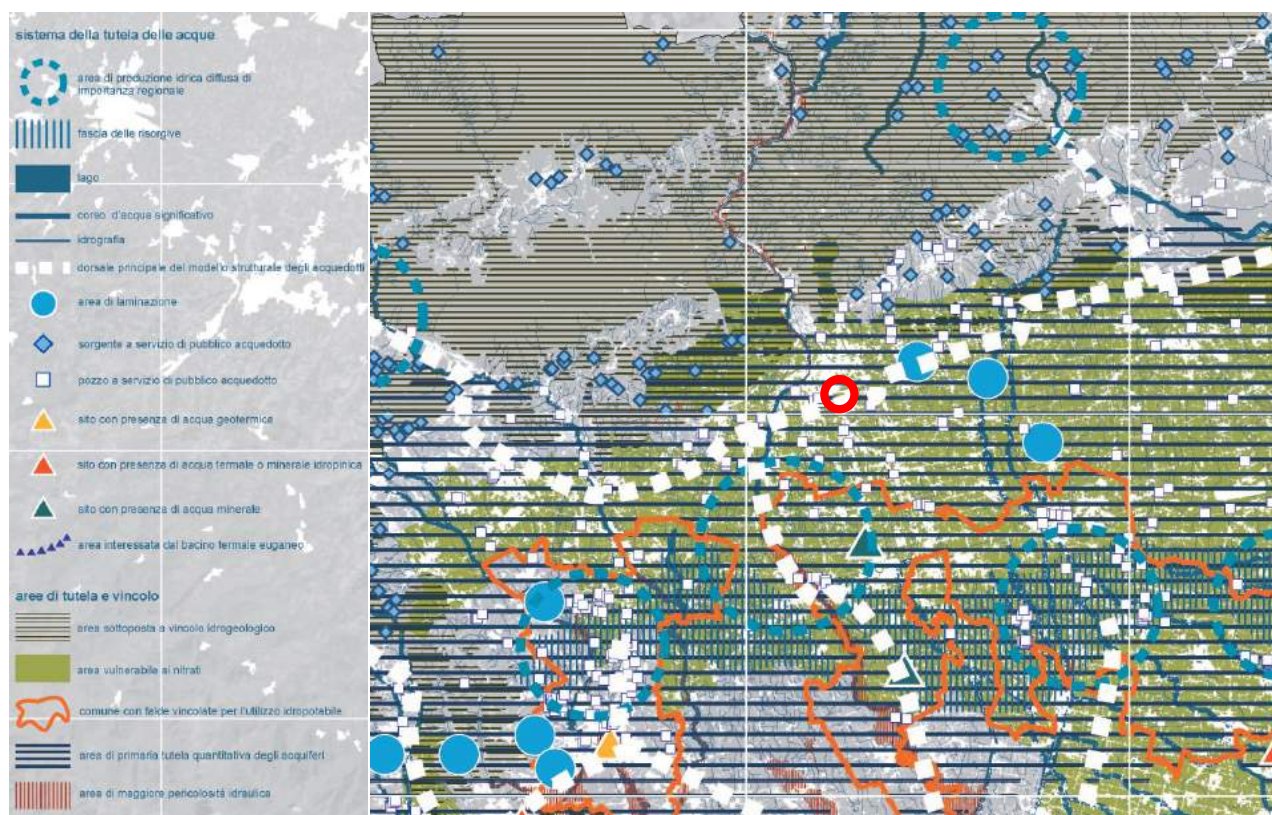 sistema della tutela delle acque
area di produzione idrica diffusa di
importanza regionale
fascia delle risorgive
lago
corso d'acqua significativo
idrografia
dorsale principale del modello strutturale degli acquedotti
area di laminazione
sorgente a servizio di pubblico acquedotto
pozzo a servizio di pubblico acquedotto
sito con presenza di acqua geotermica
sito con presenza di acqua termale o minerale idropinica
sito con presenza di acqua minerale
area interessata dal bacino termale euganeo
aree di tutela e vincolo
area sottoposta a vincolo idrogeologico
area vulnerabile ai nitrati
comune con falde vincolate per l'utilizzo idropotabile
area di primaria tutela quantitativa degli acquiferi
area di maggiore pericolosità idraulica